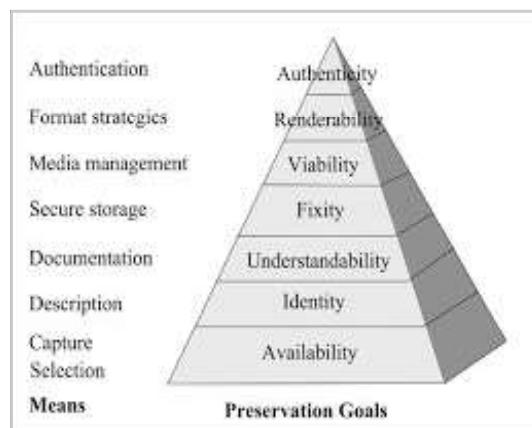 Authentication Authenticity
Format strategies Renderability
Media management Viability
Secure storage Fixity
Documentation Understandability
Description Identity
Capture
Selection Availability
Means Preservation Goals